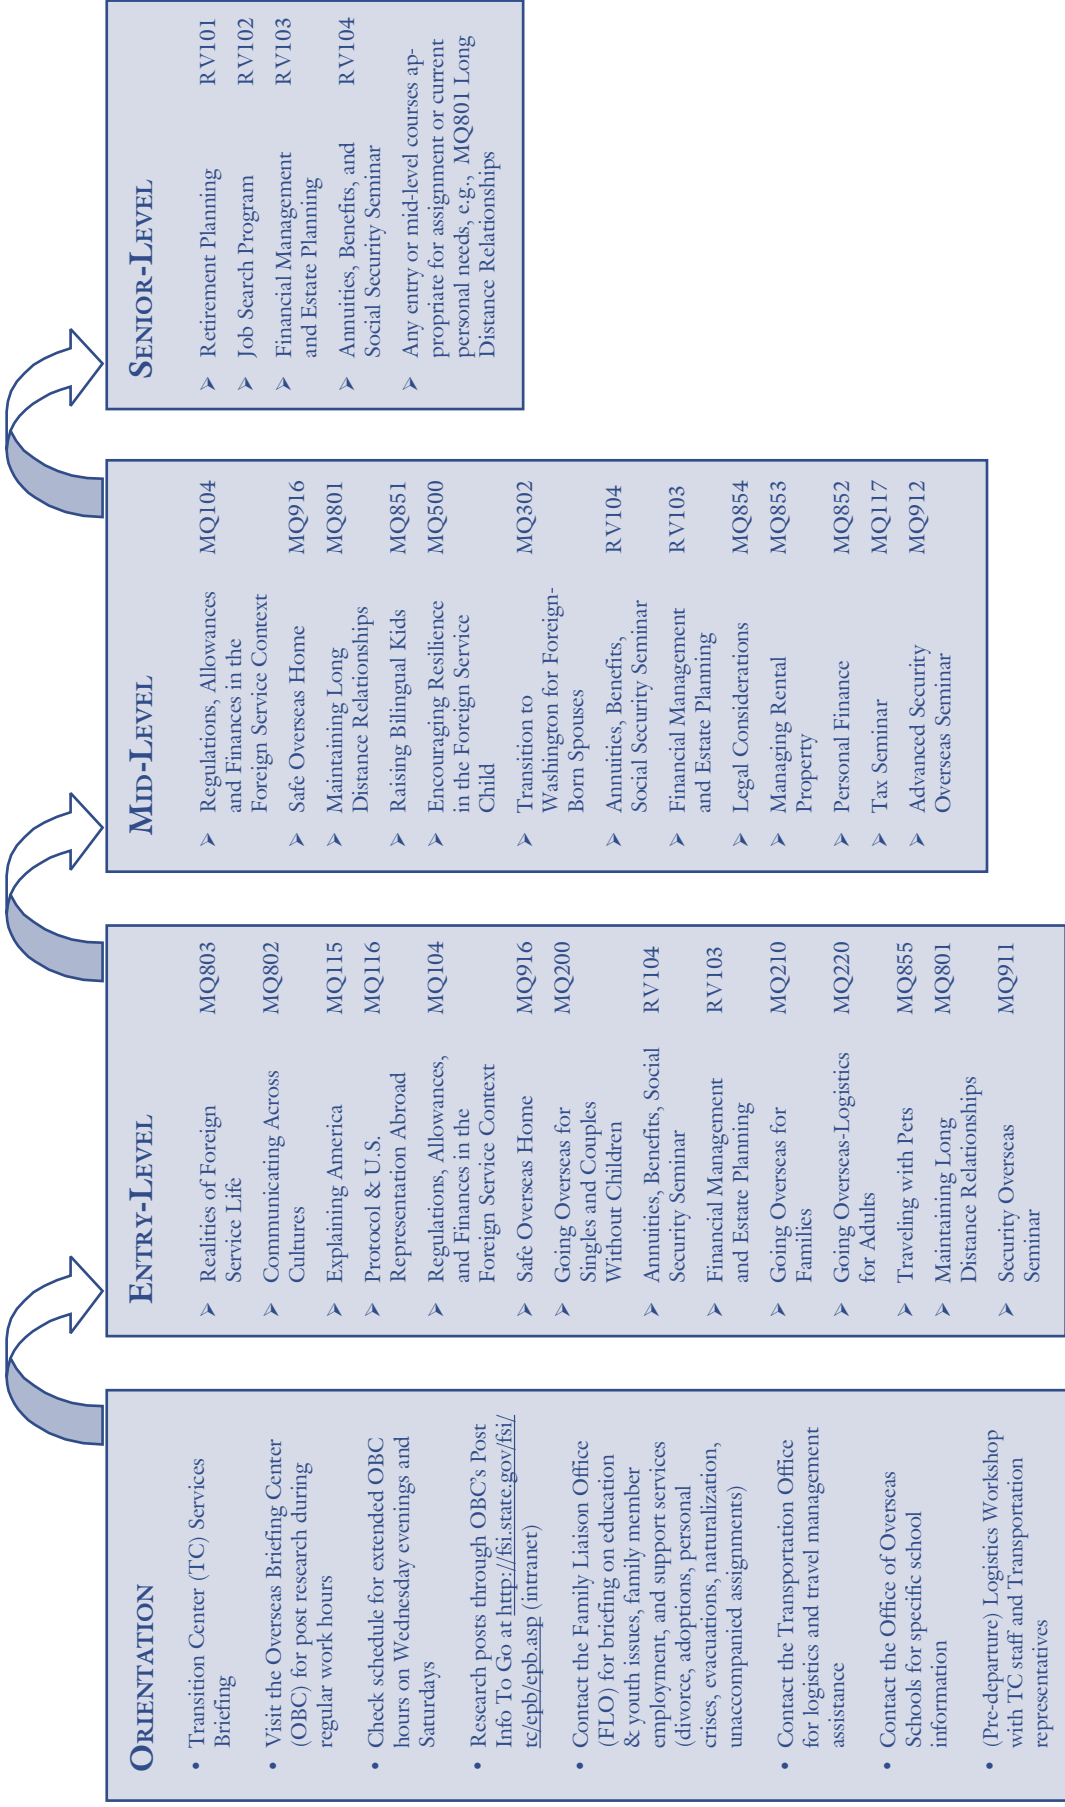 ORIENTATION
• Transition Center (TC) Services
Briefing
• Visit the Overseas Briefing Center
(OBC) for post research during
regular work hours
• Check schedule for extended OBC
hours on Wednesday evenings and
Saturdays
• Research posts through OBC's Post
Info To Go at http://fsi.state.gov/fsi/
tc/epb/epb.asp (intranet)
• Contact the Family Liaison Office
(FLO) for briefing on education
& youth issues, family member
employment, and support services
(divorce, adoptions, personal
crises, evacuations, naturalization,
unaccompanied assignments)
• Contact the Transportation Office
for logistics and travel management
assistance
• Contact the Office of Overseas
Schools for specific school
information
• (Pre-departure) Logistics Workshop
with TC staff and Transportation
representatives
ENTRY-LEVEL
➢ Realities of Foreign MQ803
Service Life
➢ Communicating Across MQ802
Cultures
➢ Explaining America MQ115
➢ Protocol & U.S. MQ116
Representation Abroad
➢ Regulations, Allowances, MQ104
and Finances in the
Foreign Service Context
➢ Safe Overseas Home MQ916
➢ Going Overseas for MQ200
Singles and Couples
Without Children
➢ Annuities, Benefits, Social RV104
Security Seminar
➢ Financial Management RV103
and Estate Planning
➢ Going Overseas for MQ210
Families
➢ Going Overseas-Logistics MQ220
for Adults
➢ Traveling with Pets MQ855
➢ Maintaining Long MQ801
Distance Relationships
➢ Security Overseas MQ911
Seminar
MID-LEVEL
➢ Regulations, Allowances MQ104
and Finances in the
Foreign Service Context
➢ Safe Overseas Home MQ916
➢ Maintaining Long MQ801
Distance Relationships
➢ Raising Bilingual Kids MQ851
➢ Encouraging Resilience MQ500
in the Foreign Service
Child
➢ Transition to MQ302
Washington for Foreign-
Born Spouses
➢ Annuities, Benefits, RV104
Social Security Seminar
➢ Financial Management RV103
and Estate Planning
➢ Legal Considerations MQ854
➢ Managing Rental MQ853
Property
➢ Personal Finance MQ852
➢ Tax Seminar MQ117
➢ Advanced Security MQ912
Overseas Seminar
SENIOR-LEVEL
➢ Retirement Planning RV101
➢ Job Search Program RV102
➢ Financial Management RV103
and Estate Planning
➢ Annuities, Benefits, and RV104
Social Security Seminar
➢ Any entry or mid-level courses ap-
propriate for assignment or current
personal needs, e.g., MQ801 Long
Distance Relationships